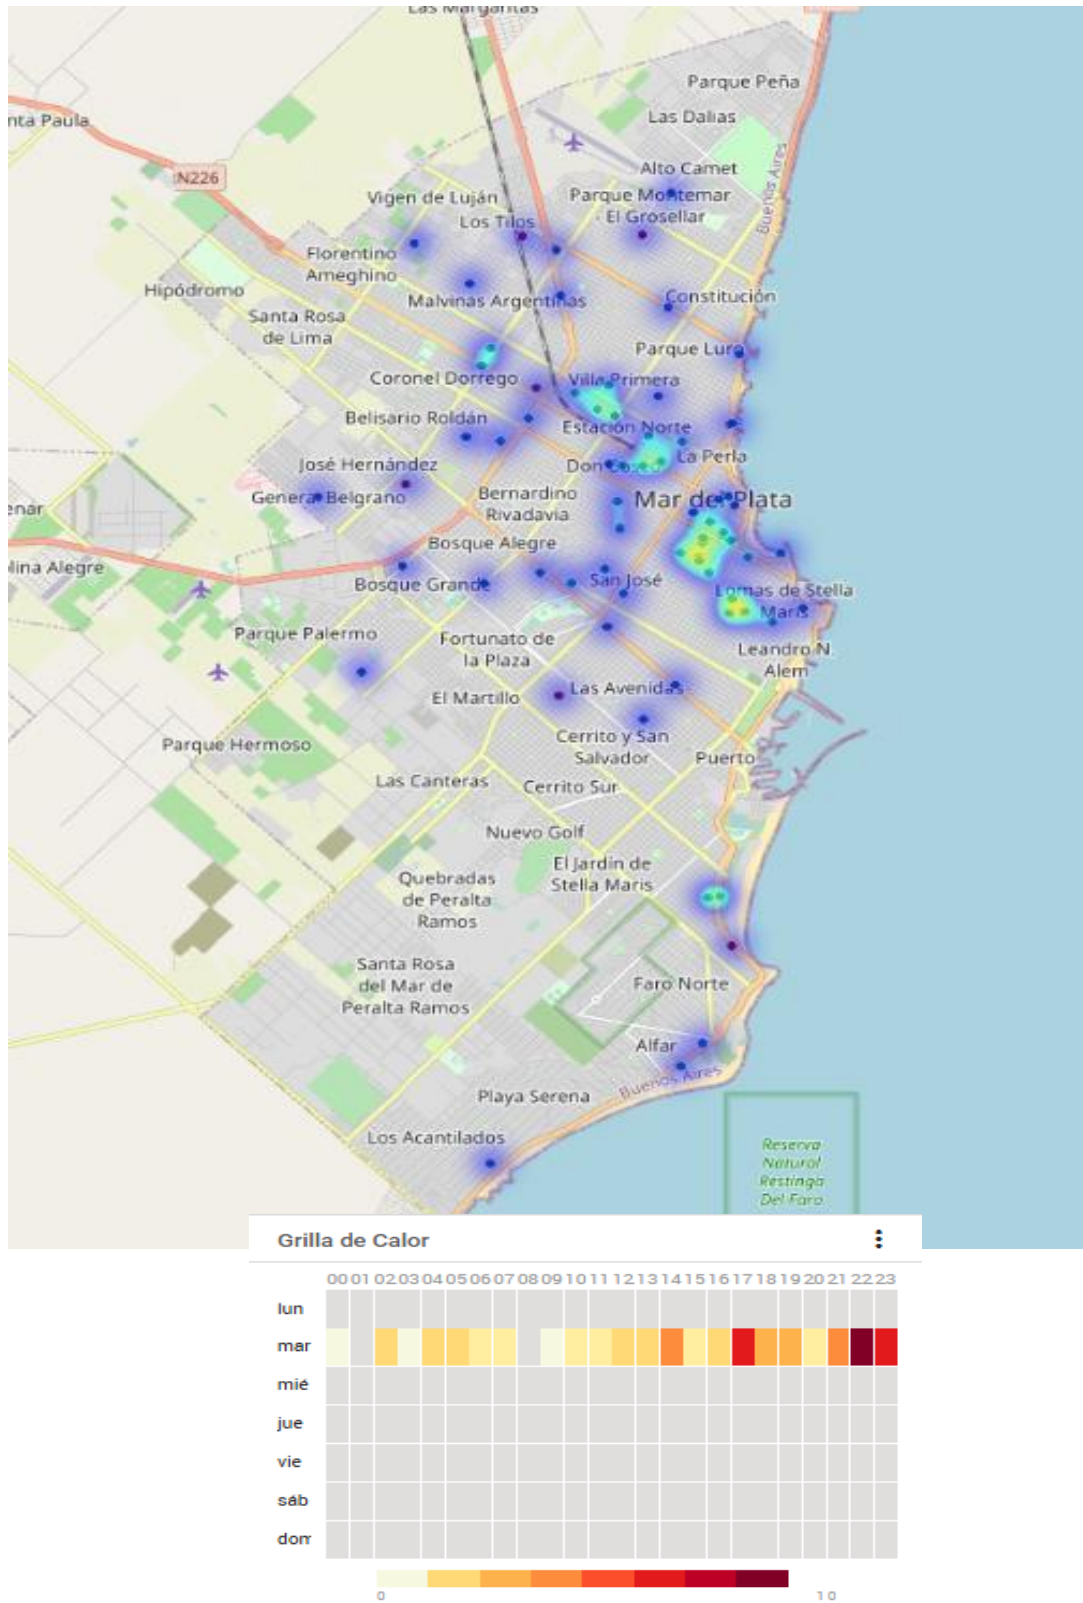 Las Margaritas
Parque Peña
Las Dalias
nta Paula
N226
Alto Camet
Buenos Aires
Vigen de Luján
Parque Montemar
- El Grosellar
Los Tilos
Florentino
Ameghino
Hipódromo
Malvinas Argentinas
Constitución
Santa Rosa
de Lima
Parque Luro
Coronel Dorrego
Villa Primera
Belisario Roldán
Estación Norte
José Hernández
Don Bosco
La Perla
General Belgrano
Bernardino
Rivadavia
Mar del Plata
enar
Bosque Alegre
lina Alegre
Bosque Grande
San José
Lomas de Stella
Maris
Parque Palermo
Fortunato de
la Plaza
Leandro N.
Alem
El Martillo
Las Avenidas
Parque Hermoso
Cerrito y San
Salvador
Puerto
Las Canteras
Cerrito Sur
Nuevo Golf
El Jardín de
Stella Maris
Quebradas
de Peralta
Ramos
Santa Rosa
del Mar de
Peralta Ramos
Faro Norte
Alfar
Buenos Aires
Playa Serena
Los Acantilados
Reserva
Natural
Restinga
Del Faro
Grilla de Calor
00 01 02 03 04 05 06 07 08 09 10 11 12 13 14 15 16 17 18 19 20 21 22 23
lun
mar
mié
jue
vie
sáb
dom
0 10